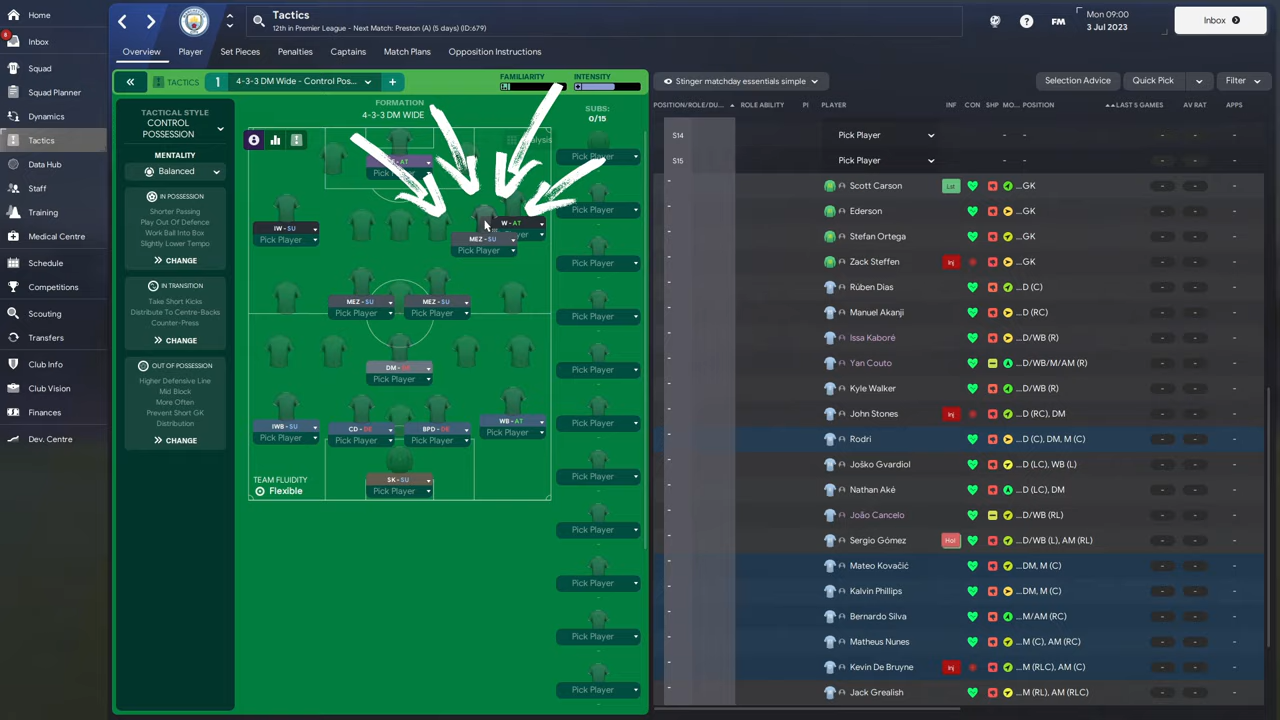 Tactics
12th in Premier League - Next Match: Preston (A) (5 days) (ID:679)
FM
Mon 09:00
3 Jul 2023
Inbox
Home
6
Inbox
Squad
Squad Planner
Dynamics
Tactics
Data Hub
Staff
Training
Medical Centre
Schedule
Competitions
Scouting
Transfers
Club Info
Club Vision
Finances
Dev. Centre
Overview
Player
Set Pieces
Penalties
Captains
Match Plans
Opposition Instructions
TACTICS
1
4-3-3 DM Wide - Control Pos...
FAMILIARITY
INTENSITY
TACTICAL STYLE
CONTROL
POSSESSION
MENTALITY
Balanced
IN POSSESSION
Shorter Passing
Play Out Of Defence
Work Ball Into Box
Slightly Lower Tempo
CHANGE
IN TRANSITION
Take Short Kicks
Distribute To Centre-Backs
Counter-Press
CHANGE
OUT OF POSSESSION
Higher Defensive Line
Mid Block
More Often
Prevent Short GK
Distribution
CHANGE
FORMATION
4-3-3 DM WIDE
SUBS:
0/15
Pick Player
IW - SU
Pick Player
W - AT
MEZ - SU
Pick Player
MEZ - SU
Pick Player
MEZ - SU
Pick Player
DM - DE
Pick Player
IWB - SU
Pick Player
CD - DE
Pick Player
BPD - DE
Pick Player
WB - AT
Pick Player
SK - SU
Pick Player
TEAM FLUIDITY
Flexible
Pick Player
Pick Player
Pick Player
Pick Player
Pick Player
Pick Player
Pick Player
Pick Player
Pick Player
Pick Player
Pick Player
Stinger matchday essentials simple
Selection Advice
Quick Pick
Filter
POSITION/ROLE/DU... ROLE ABILITY PI PLAYER INF CON SHP MO... POSITION LAST 5 GAMES AV RAT APPS
S14 Pick Player - - - - -
S15 Pick Player - - - - -
- Scott Carson Lst ...GK - - -
- Ederson ...GK - - -
- Stefan Ortega ...GK - - -
- Zack Steffen Inj ...GK - - -
- Rúben Dias ...D (C) - - -
- Manuel Akanji ...D (RC) - - -
- Issa Kaboré ...D/WB (R) - - -
- Yan Couto ...D/WB/M/AM (R) - - -
- Kyle Walker ...D/WB (R) - - -
- John Stones Inj ...D (RC), DM - - -
- Rodri ...D (C), DM, M (C) - - -
- Joško Gvardiol ...D (LC), WB (L) - - -
- Nathan Aké ...D (LC), DM - - -
- João Cancelo ...D/WB (RL) - - -
- Sergio Gómez Hol ...D/WB (L), AM (RL) - - -
- Mateo Kovačić ...DM, M (C) - - -
- Kalvin Phillips ...DM, M (C) - - -
- Bernardo Silva ...M/AM (RC) - - -
- Matheus Nunes ...M (C), AM (RC) - - -
- Kevin De Bruyne Inj ...M (RLC), AM (C) - - -
- Jack Grealish ...M (RL), AM (RLC) - - -